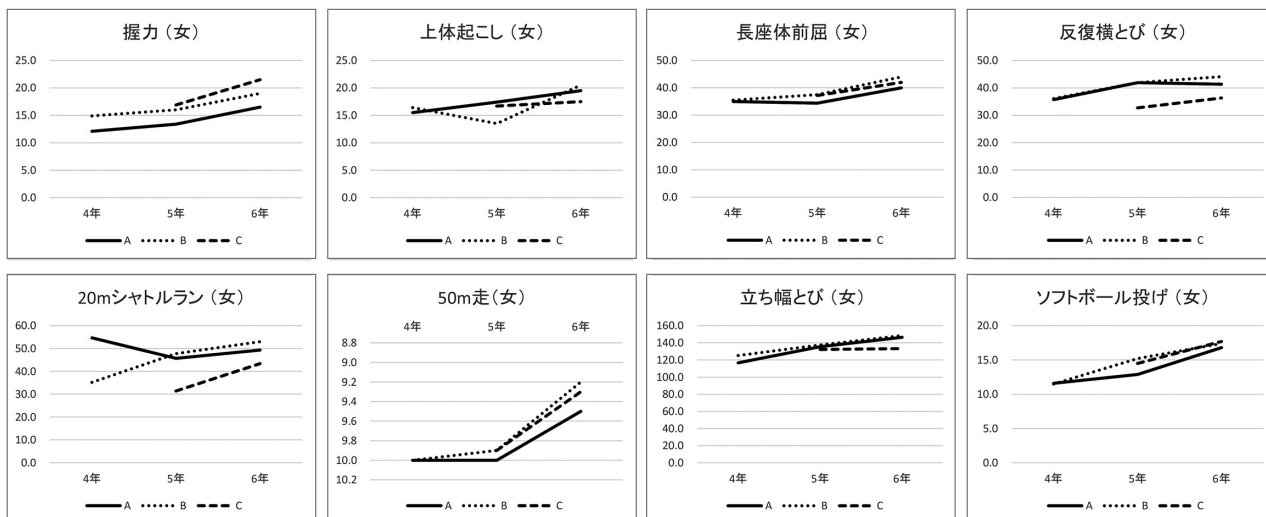 握力（女）
25.0
20.0
15.0
10.0
5.0
0.0
4年 5年 6年
A B C
上体起こし（女）
25.0
20.0
15.0
10.0
5.0
0.0
4年 5年 6年
A B C
長座体前屈（女）
50.0
40.0
30.0
20.0
10.0
0.0
4年 5年 6年
A B C
反復横とび（女）
50.0
40.0
30.0
20.0
10.0
0.0
4年 5年 6年
A B C
20mシャトルラン（女）
60.0
50.0
40.0
30.0
20.0
10.0
0.0
4年 5年 6年
A B C
50m走（女）
4年 5年 6年
8.8
9.0
9.2
9.4
9.6
9.8
10.0
10.2
A B C
立ち幅とび（女）
160.0
140.0
120.0
100.0
80.0
60.0
40.0
20.0
0.0
4年 5年 6年
A B C
ソフトボール投げ（女）
20.0
15.0
10.0
5.0
0.0
4年 5年 6年
A B C